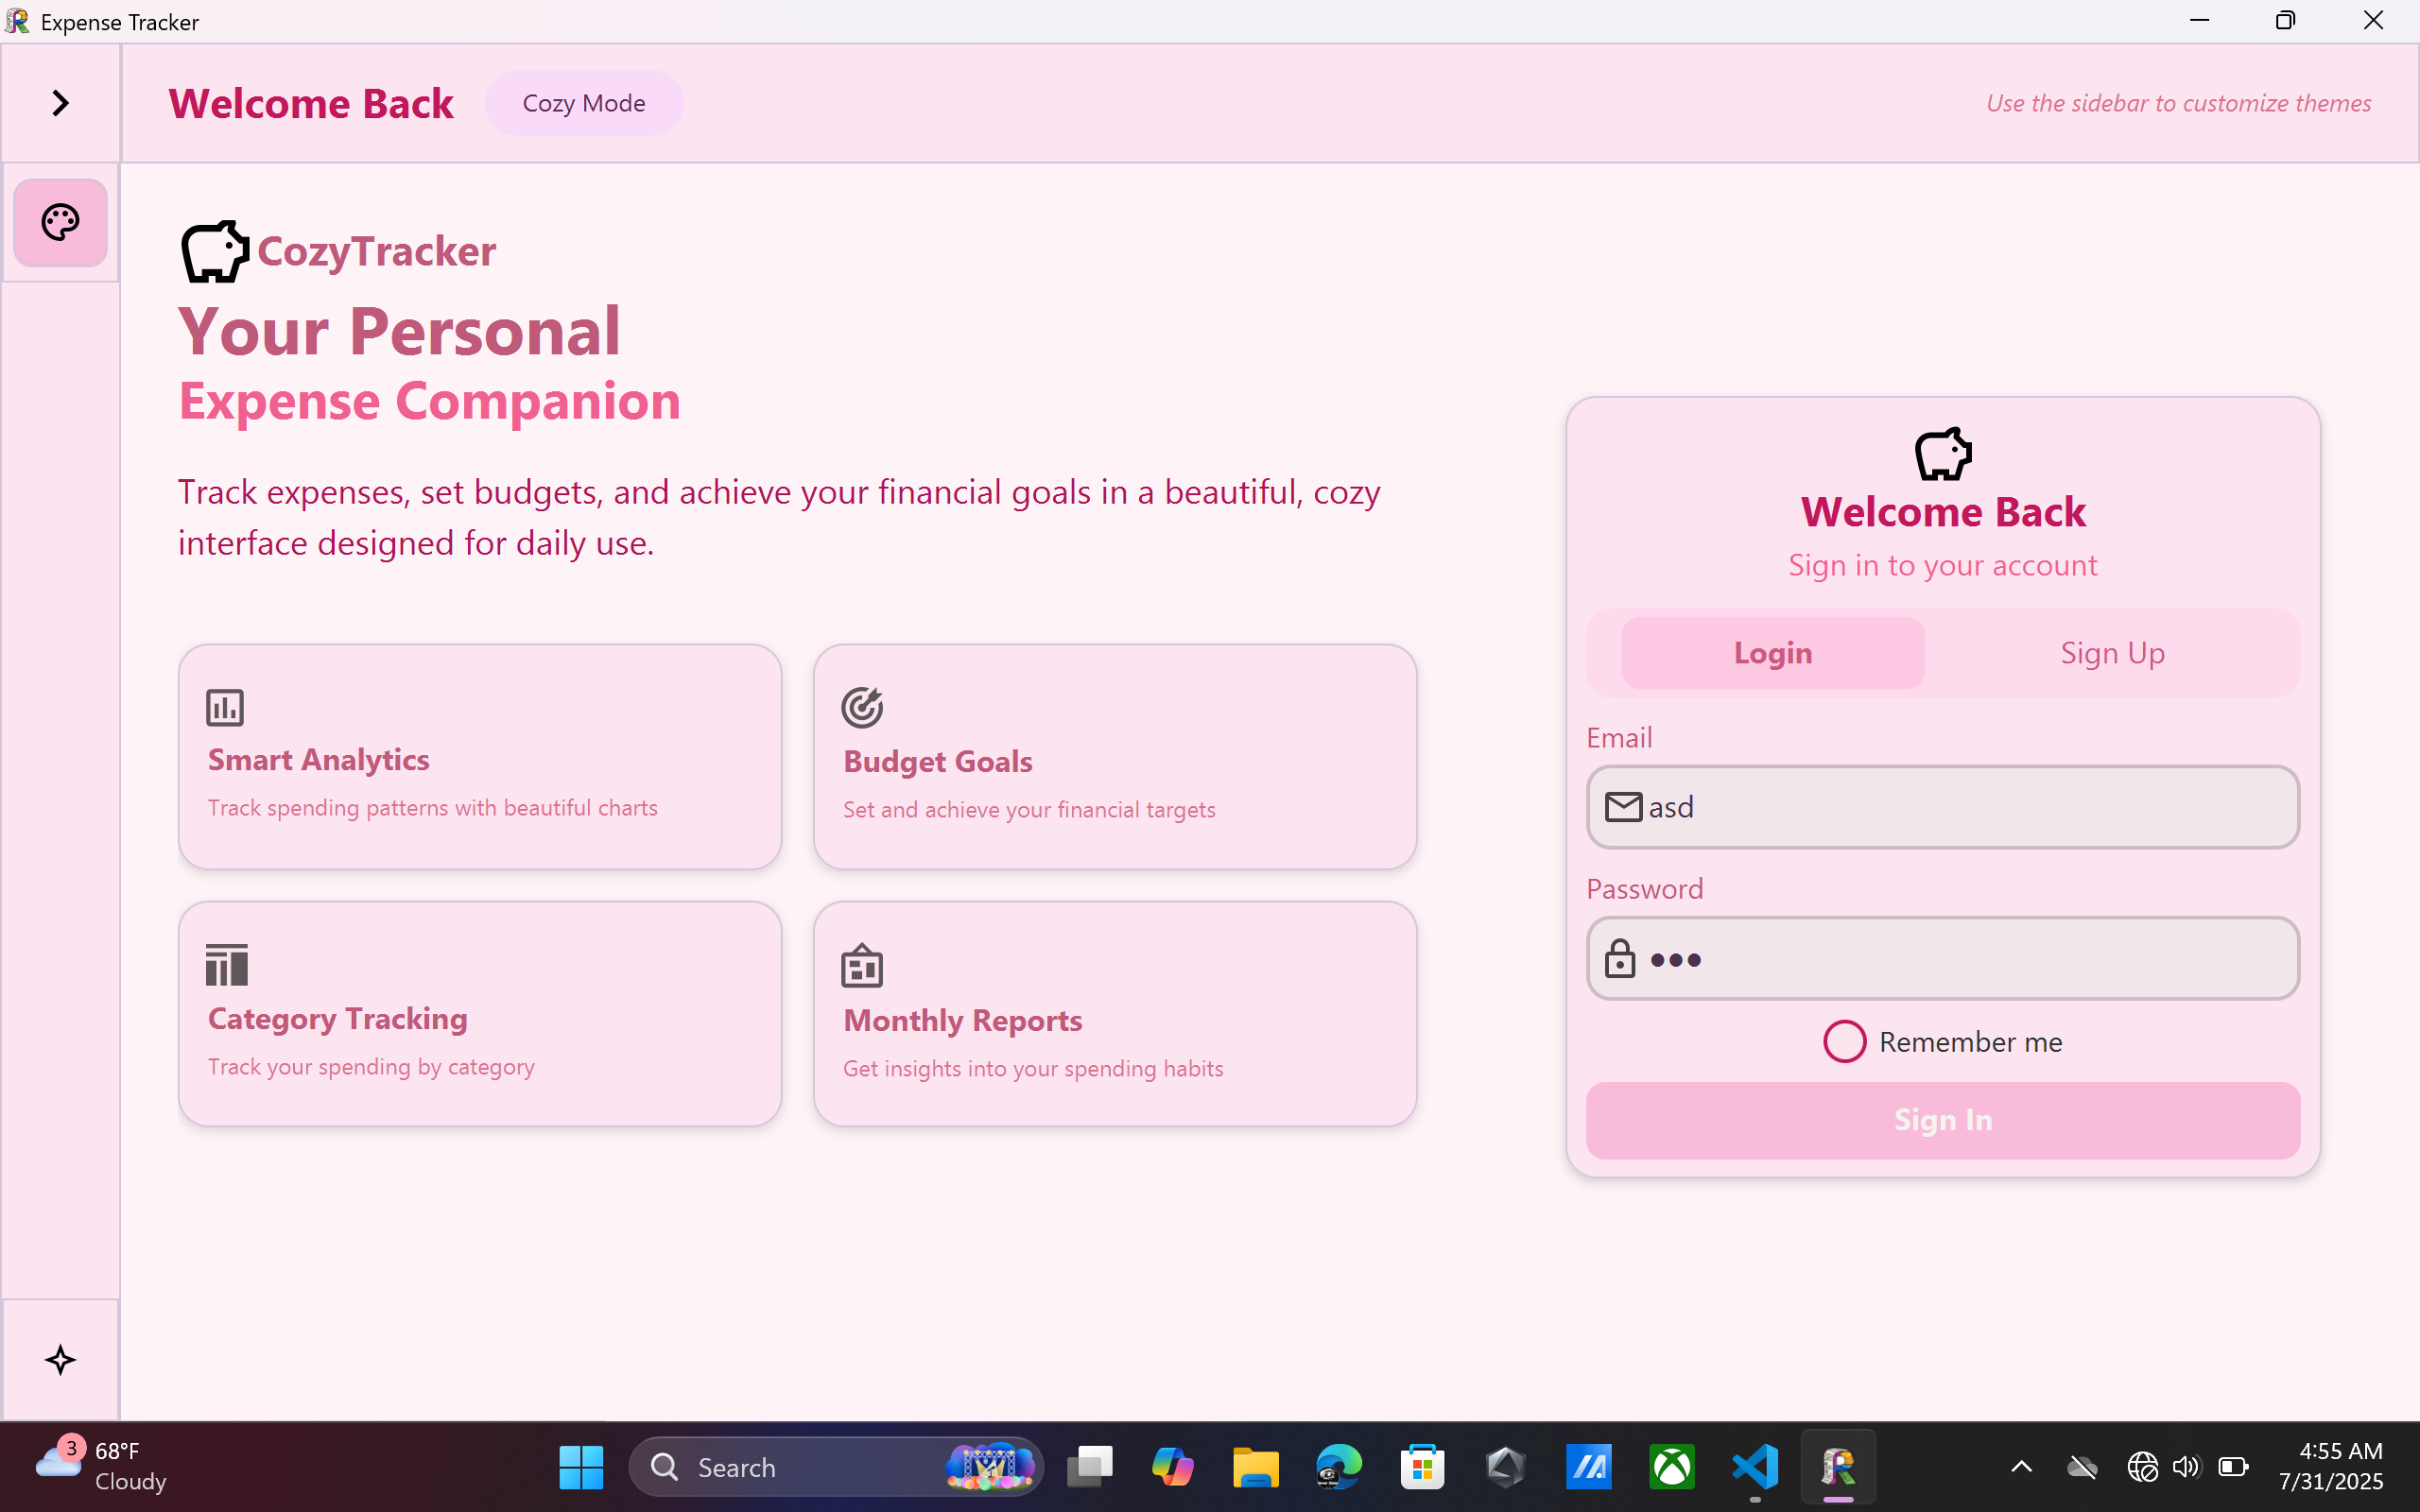 Expense Tracker
Welcome Back
Cozy Mode
Use the sidebar to customize themes
CozyTracker
Your Personal
Expense Companion
Track expenses, set budgets, and achieve your financial goals in a beautiful, cozy
interface designed for daily use.
Smart Analytics
Track spending patterns with beautiful charts
Budget Goals
Set and achieve your financial targets
Category Tracking
Track your spending by category
Monthly Reports
Get insights into your spending habits
Welcome Back
Sign in to your account
Login
Sign Up
Email
asd
Password
•••
Remember me
Sign In
3
68°F
Cloudy
Search
4:55 AM
7/31/2025